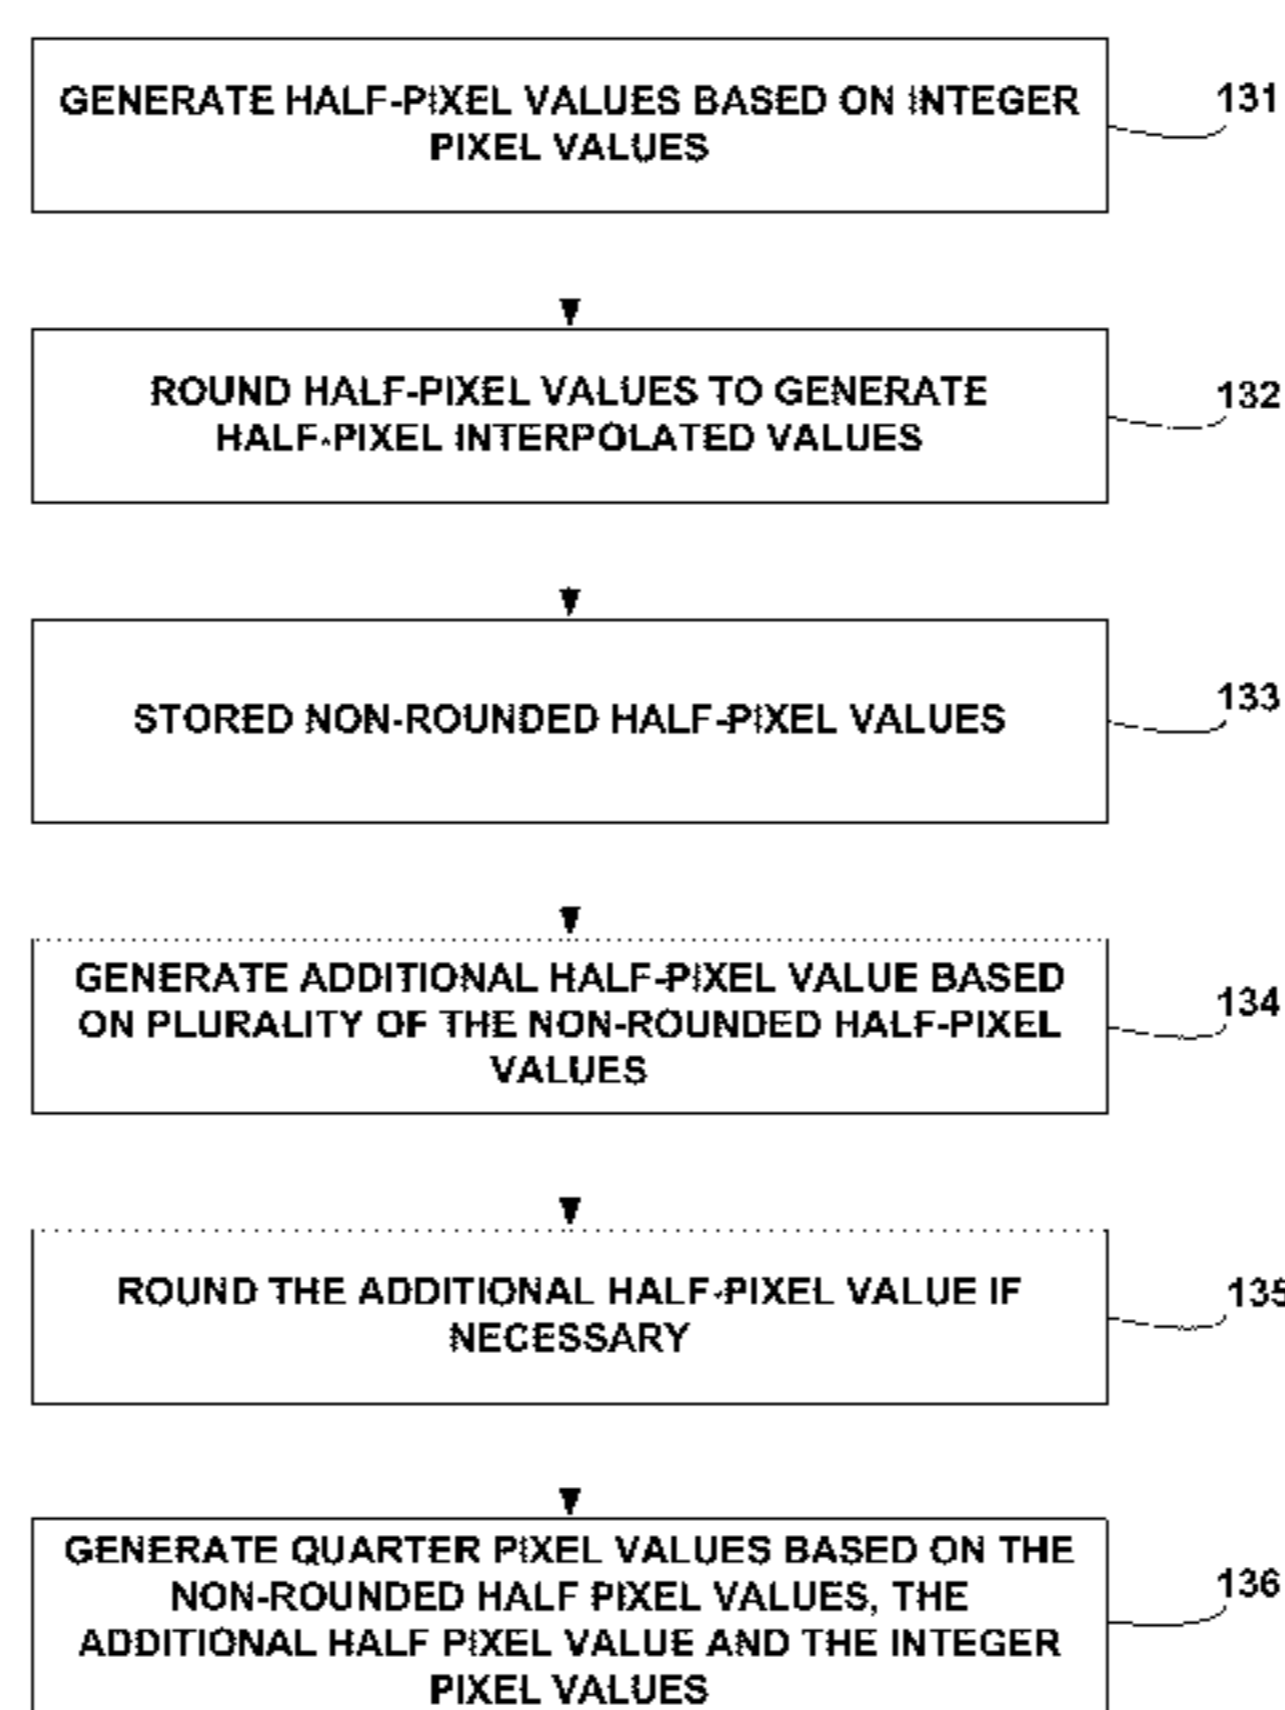 GENERATE HALF-PIXEL VALUES BASED ON INTEGER
PIXEL VALUES
131
ROUND HALF-PIXEL VALUES TO GENERATE
HALF-PIXEL INTERPOLATED VALUES
132
STORED NON-ROUNDED HALF-PIXEL VALUES
133
GENERATE ADDITIONAL HALF-PIXEL VALUE BASED
ON PLURALITY OF THE NON-ROUNDED HALF-PIXEL
VALUES
134
ROUND THE ADDITIONAL HALF-PIXEL VALUE IF
NECESSARY
135
GENERATE QUARTER PIXEL VALUES BASED ON THE
NON-ROUNDED HALF PIXEL VALUES, THE
ADDITIONAL HALF PIXEL VALUE AND THE INTEGER
PIXEL VALUES
136